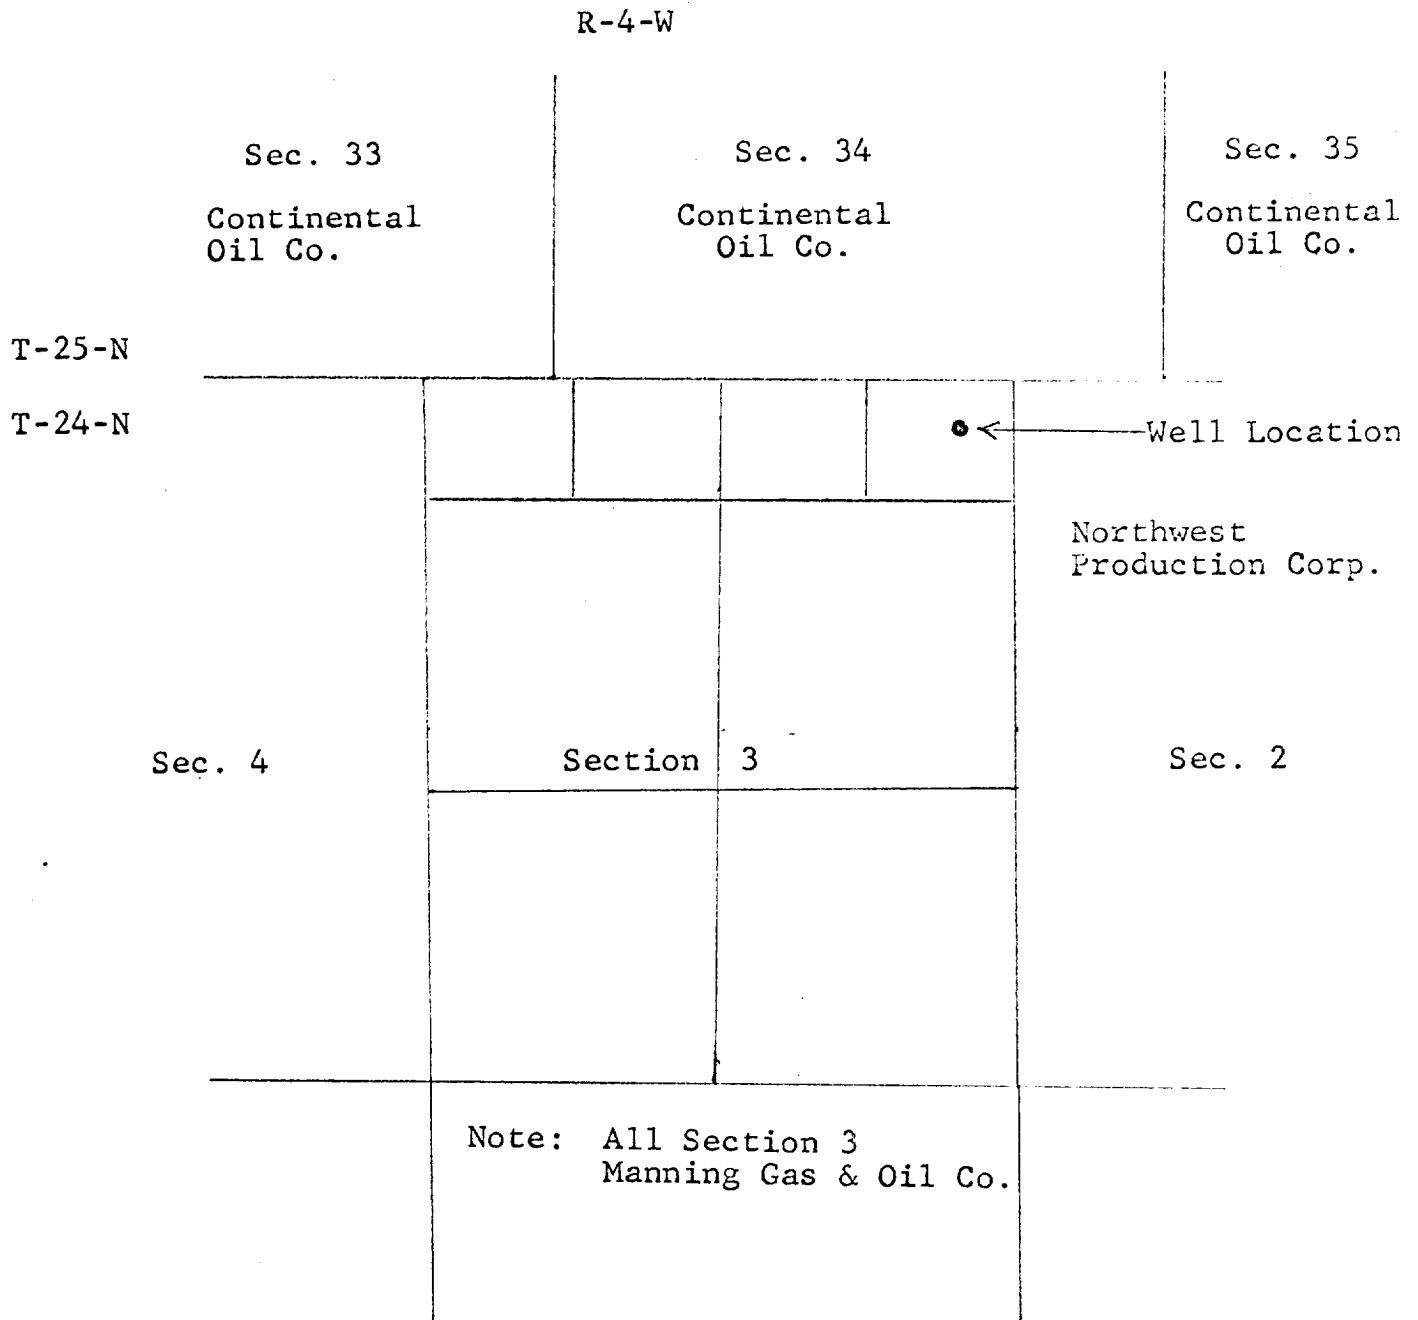 R-4-W
Sec. 33
Sec. 34
Sec. 35
Continental
Oil Co.
Continental
Oil Co.
Continental
Oil Co.
T-25-N
T-24-N
Well Location
Northwest
Production Corp.
Sec. 4
Section 3
Sec. 2
Note: All Section 3
Manning Gas & Oil Co.